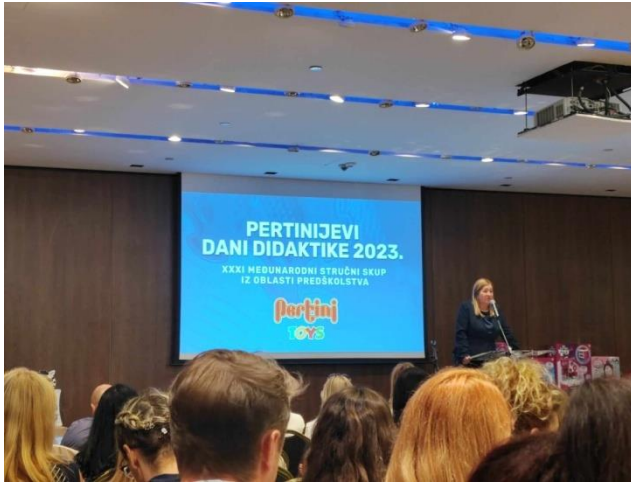 PERTINIJEVI
DANI DIDAKTIKE 2023.
XXXI MEĐUNARODNI STRUČNI SKUP
IZ OBLASTI PREDŠKOLSTVA
Pertini
TOYS